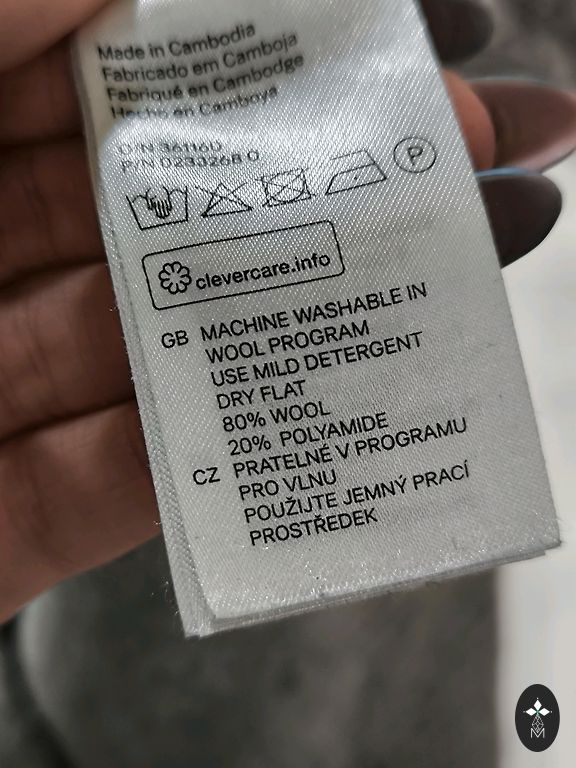 Made in Cambodia
Fabricado em Camboja
Fabriqué en Cambodge
Hecho en Camboya
O/N 361160
P/N 0233268 0
P
clevercare.info
GB MACHINE WASHABLE IN
WOOL PROGRAM
USE MILD DETERGENT
DRY FLAT
80% WOOL
20% POLYAMIDE
CZ PRATELNÉ V PROGRAMU
PRO VLNU
POUŽIJTE JEMNÝ PRACÍ
PROSTŘEDEK
M